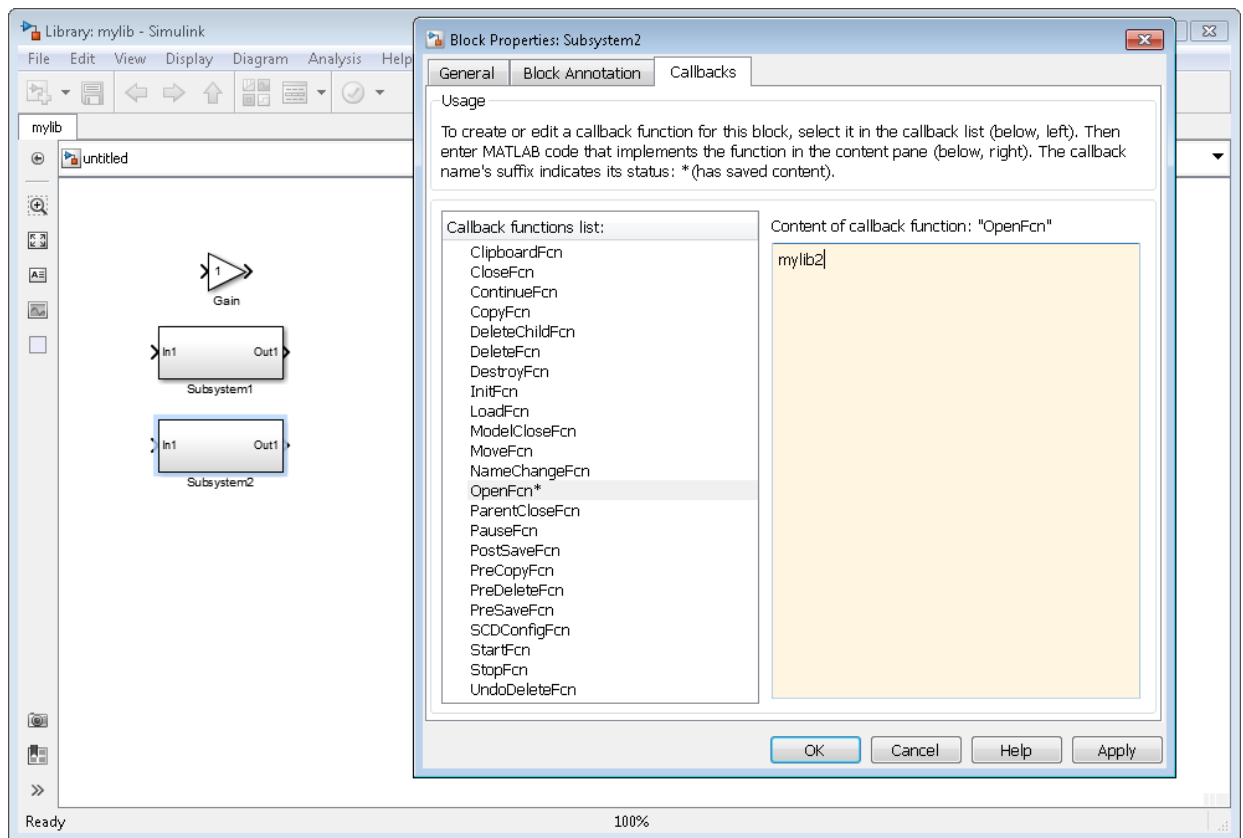 Library: mylib - Simulink
File Edit View Display Diagram Analysis Help
mylib
untitled
1
Gain
In1 Out1
Subsystem1
In1 Out1
Subsystem2
Ready
100%
Block Properties: Subsystem2
General Block Annotation Callbacks
Usage
To create or edit a callback function for this block, select it in the callback list (below, left). Then
enter MATLAB code that implements the function in the content pane (below, right). The callback
name's suffix indicates its status: * (has saved content).
Callback functions list:
ClipboardFcn
CloseFcn
ContinueFcn
CopyFcn
DeleteChildFcn
DeleteFcn
DestroyFcn
InitFcn
LoadFcn
ModelCloseFcn
MoveFcn
NameChangeFcn
OpenFcn*
ParentCloseFcn
PauseFcn
PostSaveFcn
PreCopyFcn
PreDeleteFcn
PreSaveFcn
SCDConfigFcn
StartFcn
StopFcn
UndoDeleteFcn
Content of callback function: "OpenFcn"
mylib2
OK Cancel Help Apply